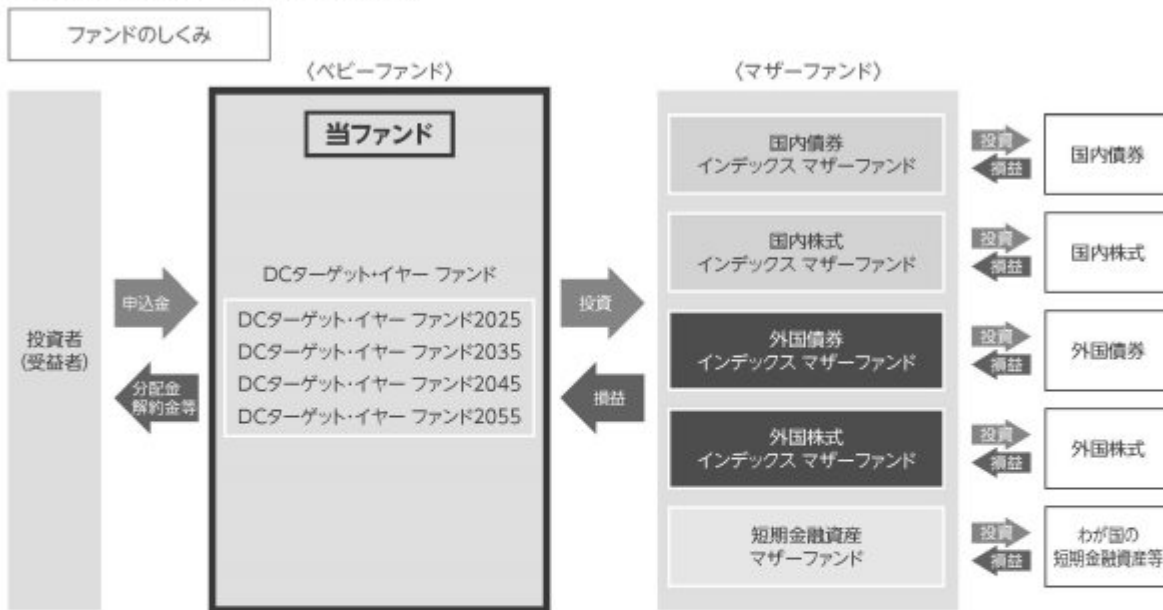 ファンドのしくみ
〈ベビーファンド〉
〈マザーファンド〉
投資者
(受益者)
申込金
分配金
解約金等
当ファンド
DCターゲット・イヤー ファンド
DCターゲット・イヤー ファンド2025
DCターゲット・イヤー ファンド2035
DCターゲット・イヤー ファンド2045
DCターゲット・イヤー ファンド2055
投資
損益
国内債券
インデックス マザーファンド
投資
損益
国内債券
国内株式
インデックス マザーファンド
投資
損益
国内株式
外国債券
インデックス マザーファンド
投資
損益
外国債券
外国株式
インデックス マザーファンド
投資
損益
外国株式
短期金融資産
マザーファンド
投資
損益
わが国の
短期金融資産等